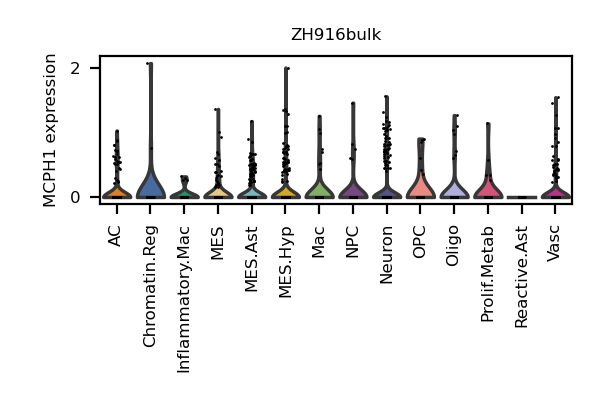 ZH916bulk
MCPH1 expression
2
0
AC
Chromatin.Reg
Inflammatory.Mac
MES
MES.Ast
MES.Hyp
Mac
NPC
Neuron
OPC
Oligo
Prolif.Metab
Reactive.Ast
Vasc